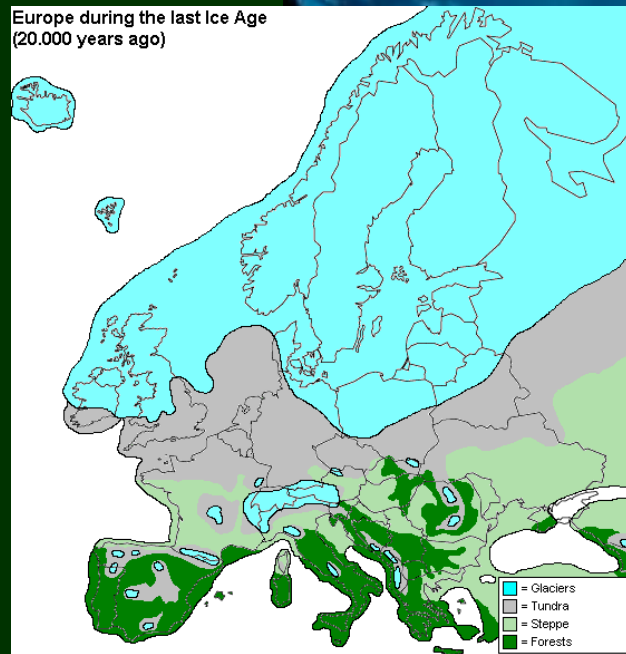 Europe during the last Ice Age
(20.000 years ago)
= Glaciers
= Tundra
= Steppe
= Forests